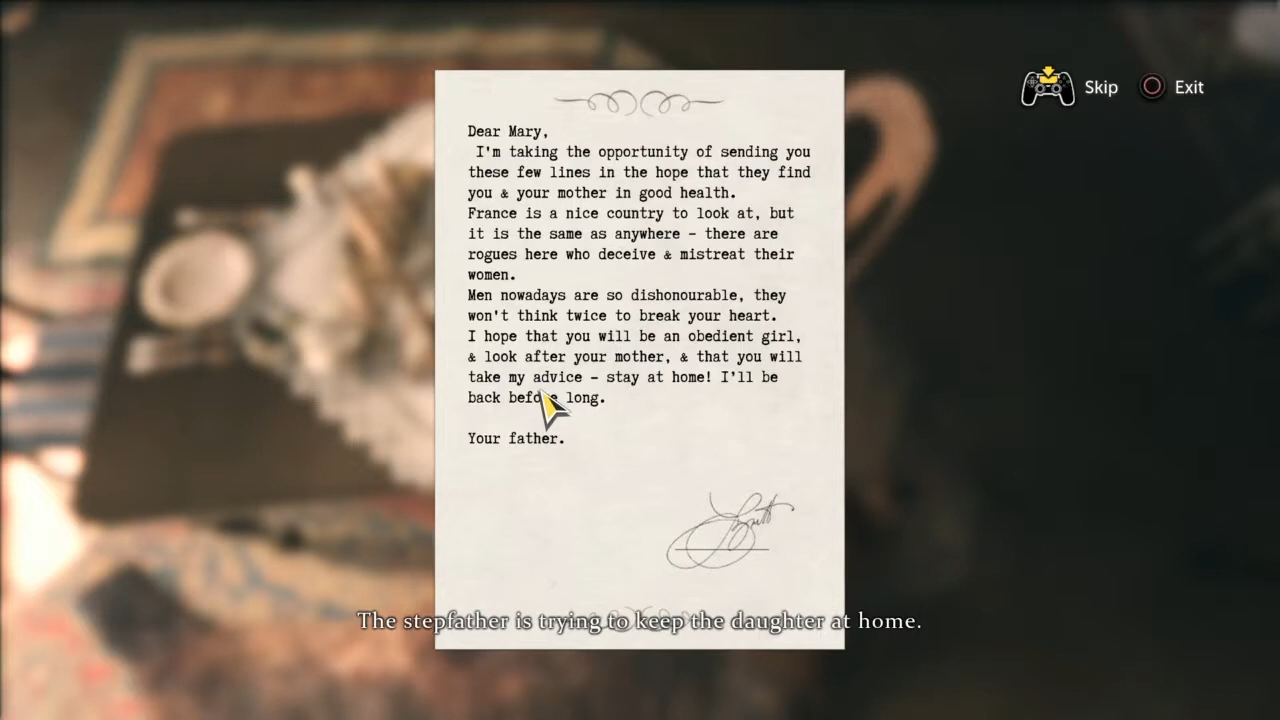 Skip
Exit
Dear Mary,
I'm taking the opportunity of sending you
these few lines in the hope that they find
you & your mother in good health.
France is a nice country to look at, but
it is the same as anywhere - there are
rogues here who deceive & mistreat their
women.
Men nowadays are so dishonourable, they
won't think twice to break your heart.
I hope that you will be an obedient girl,
& look after your mother, & that you will
take my advice - stay at home! I'll be
back before long.
Your father.
The stepfather is trying to keep the daughter at home.